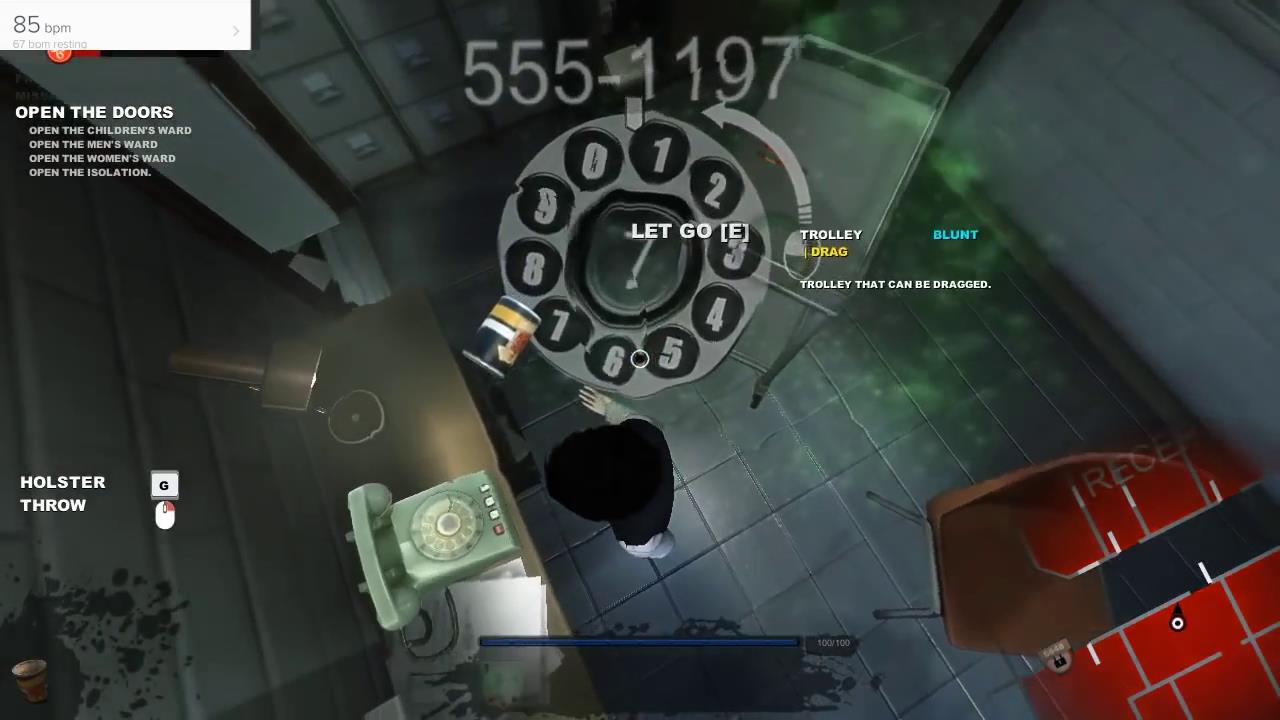 85 bpm
67 bpm resting
555-1197
OPEN THE DOORS
OPEN THE CHILDREN'S WARD
OPEN THE MEN'S WARD
OPEN THE WOMEN'S WARD
OPEN THE ISOLATION.
0 1 2 3 4 5 6 7 8 9
LET GO [E]
TROLLEY BLUNT
DRAG
TROLLEY THAT CAN BE DRAGGED.
HOLSTER G
THROW
RECEP
100/100